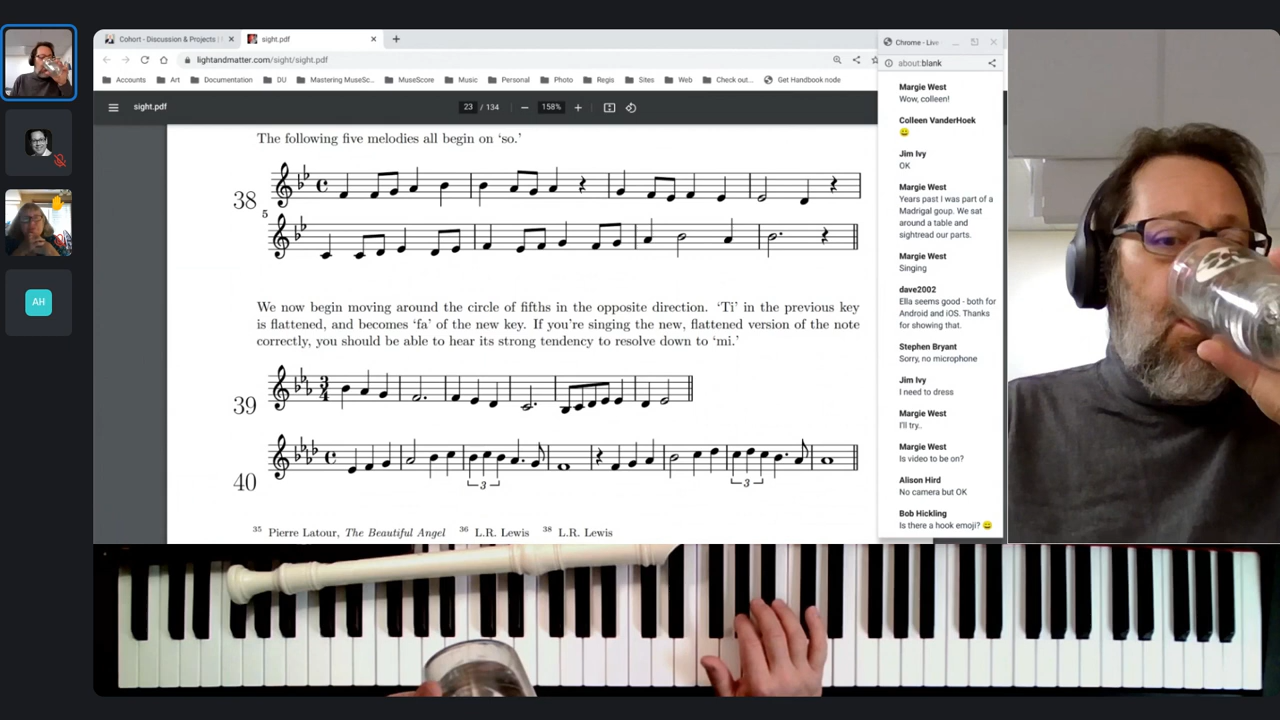 Cohort - Discussion & Projects |
sight.pdf
lightandmatter.com/sight/sight.pdf
Accounts
Art
Documentation
DU
Mastering MuseSc...
MuseScore
Music
Personal
Photo
Regis
Sites
Web
Check out...
Get Handbook node
sight.pdf
23 / 134
158%
The following five melodies all begin on ‘so.’
38
5
We now begin moving around the circle of fifths in the opposite direction. ‘Ti’ in the previous key
is flattened, and becomes ‘fa’ of the new key. If you’re singing the new, flattened version of the note
correctly, you should be able to hear its strong tendency to resolve down to ‘mi.’
39
3
4
40
3
3
35 Pierre Latour, The Beautiful Angel 36 L.R. Lewis 38 L.R. Lewis
Chrome - Live
about:blank
Margie West
Wow, colleen!
Colleen VanderHoek
Jim Ivy
OK
Margie West
Years past I was part of a
Madrigal goup. We sat
around a table and
sightread our parts.
Margie West
Singing
dave2002
Ella seems good - both for
Android and iOS. Thanks
for showing that.
Stephen Bryant
Sorry, no microphone
Jim Ivy
I need to dress
Margie West
I'll try..
Margie West
Is video to be on?
Alison Hird
No camera but OK
Bob Hickling
Is there a hook emoji?
AH